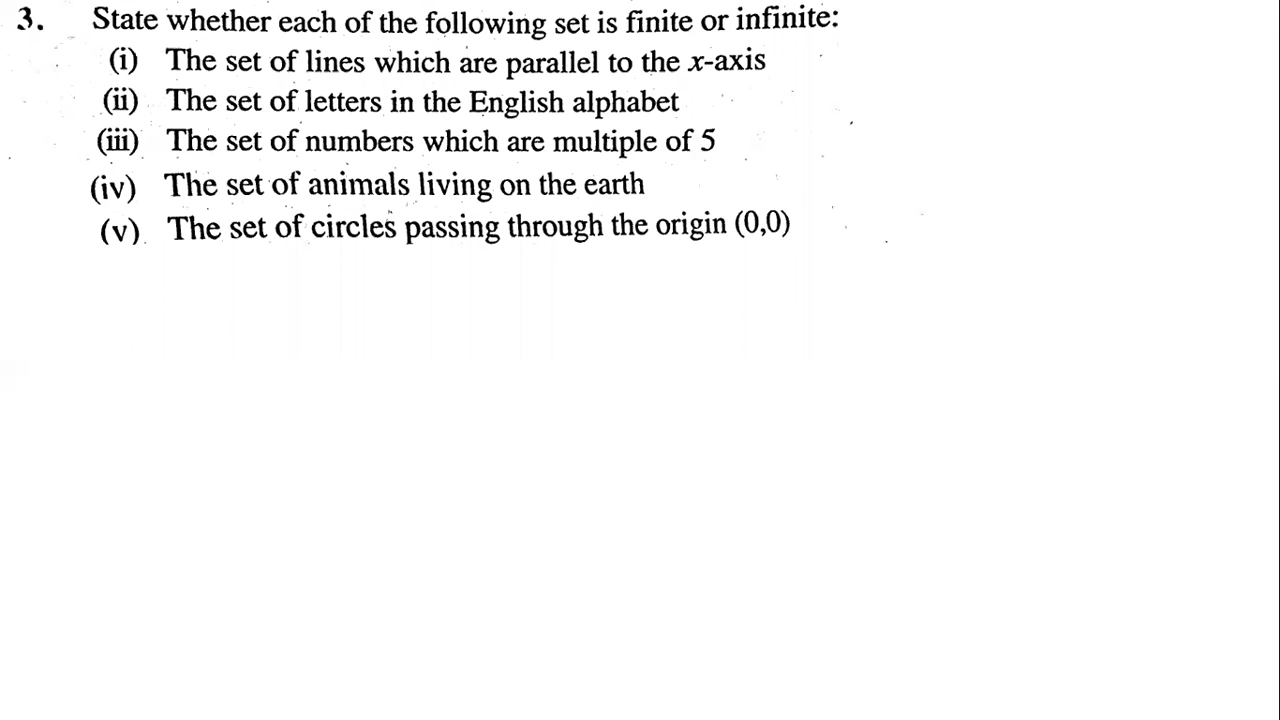 3. State whether each of the following set is finite or infinite:
(i) The set of lines which are parallel to the x-axis
(ii) The set of letters in the English alphabet
(iii) The set of numbers which are multiple of 5
(iv) The set of animals living on the earth
(v) The set of circles passing through the origin (0,0)